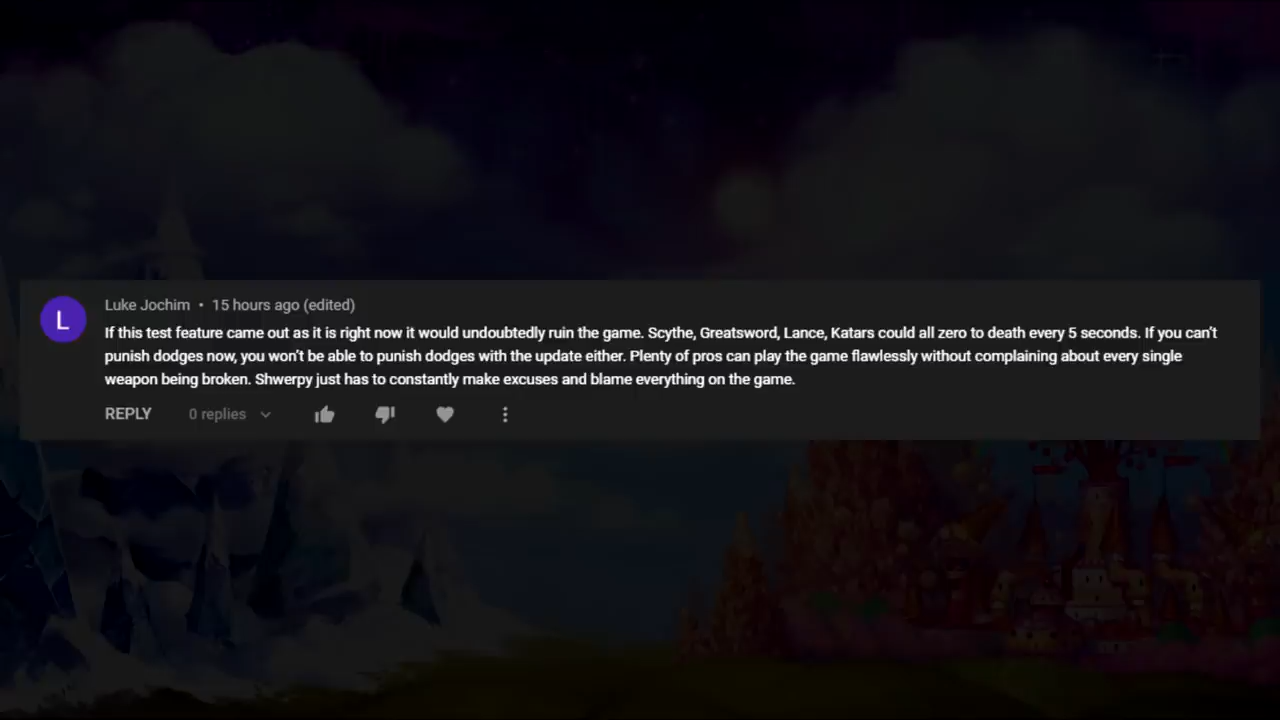 L
Luke Jochim • 15 hours ago (edited)
If this test feature came out as it is right now it would undoubtedly ruin the game. Scythe, Greatsword, Lance, Katars could all zero to death every 5 seconds. If you can't
punish dodges now, you won't be able to punish dodges with the update either. Plenty of pros can play the game flawlessly without complaining about every single
weapon being broken. Shwerpy just has to constantly make excuses and blame everything on the game.
REPLY 0 replies